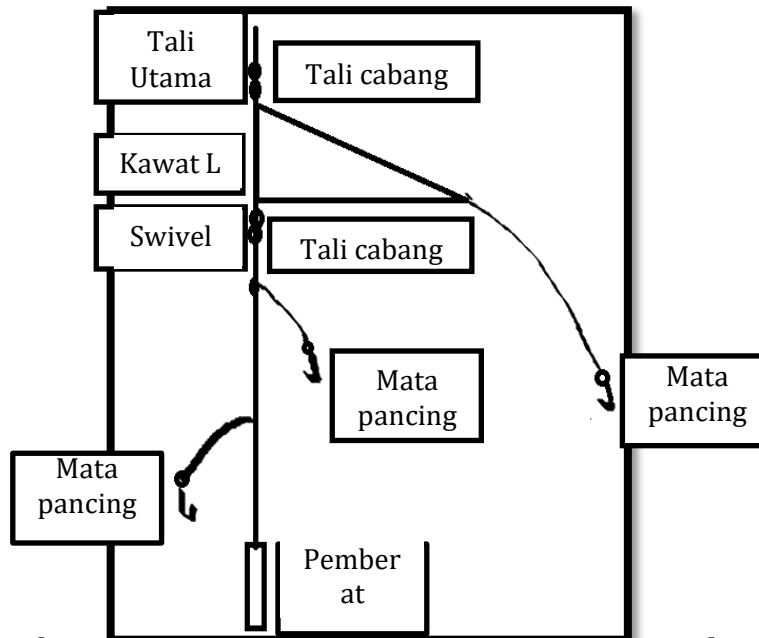 Tali
Utama
Tali cabang
Kawat L
Swivel
Tali cabang
Mata
pancing
Mata
pancing
Mata
pancing
Pember
at